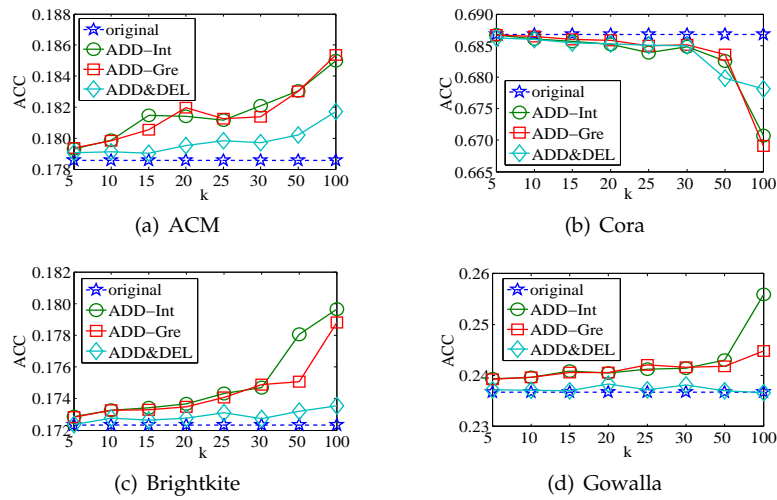 0.188
0.186
0.184
0.182
0.180
0.178
ACC
original
ADD-Int
ADD-Gre
ADD&DEL
5 10 15 20 25 30 50 100
k
(a) ACM
0.690
0.685
0.680
0.675
0.670
0.665
ACC
original
ADD-Int
ADD-Gre
ADD&DEL
5 10 15 20 25 30 50 100
k
(b) Cora
0.182
0.180
0.178
0.176
0.174
0.172
ACC
original
ADD-Int
ADD-Gre
ADD&DEL
5 10 15 20 25 30 50 100
k
(c) Brightkite
0.26
0.25
0.24
0.23
ACC
original
ADD-Int
ADD-Gre
ADD&DEL
5 10 15 20 25 30 50 100
k
(d) Gowalla